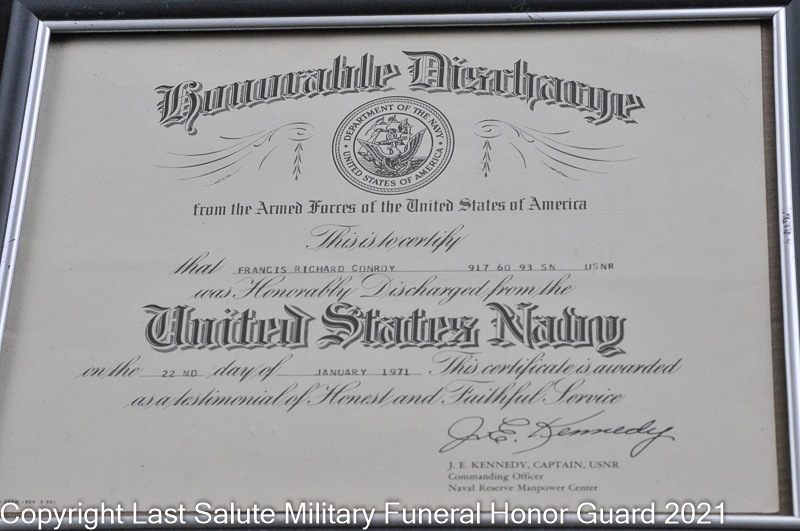 Honorable Discharge
DEPARTMENT OF THE NAVY
UNITED STATES OF AMERICA
from the Armed Forces of the United States of America
This is to certify
that FRANCIS RICHARD CONROY 917 60 93 SN USNR
was Honorably Discharged from the
United States Navy
on the 22 ND day of JANUARY 1971 This certificate is awarded
as a testimonial of Honest and Faithful Service
J. E. Kennedy
J. E. KENNEDY, CAPTAIN, USNR
Commanding Officer
Naval Reserve Manpower Center
Copyright Last Salute Military Funeral Honor Guard 2021